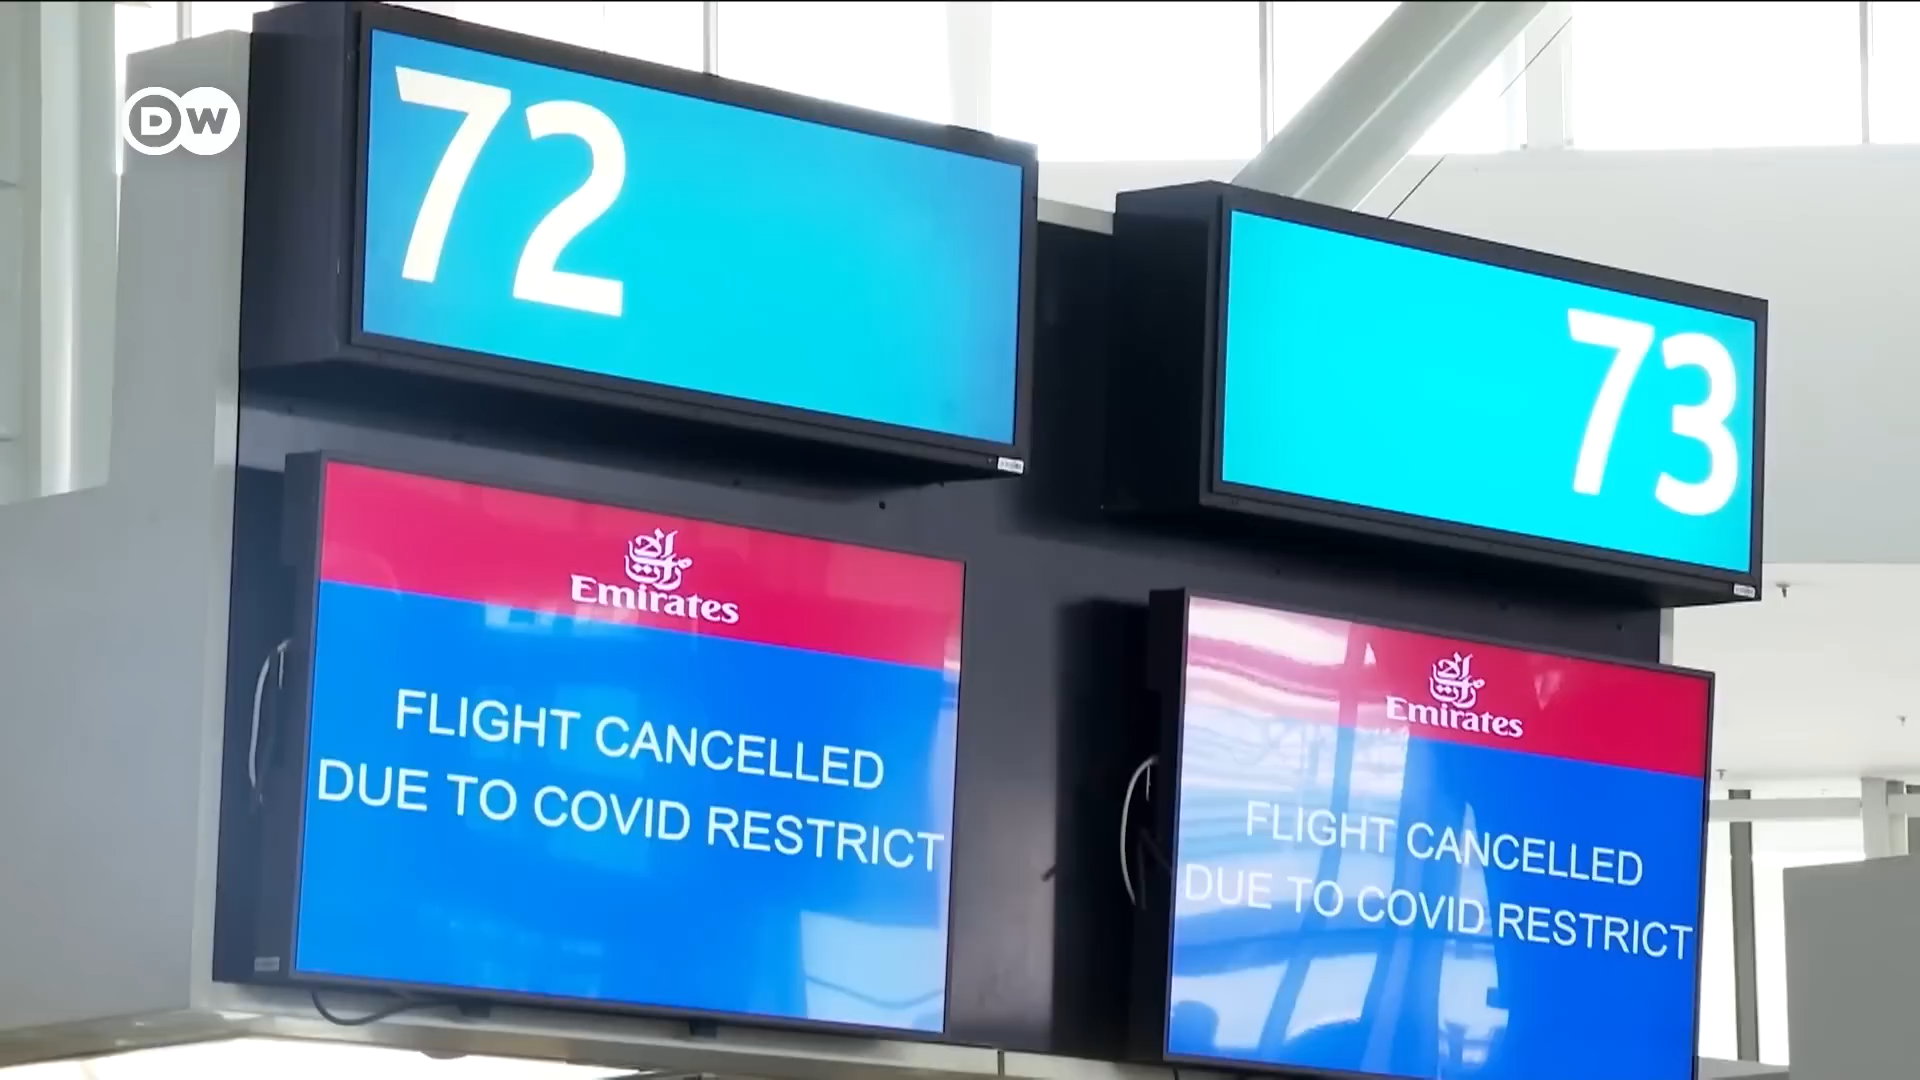 DW
72
73
Emirates
FLIGHT CANCELLED
DUE TO COVID RESTRICT
Emirates
FLIGHT CANCELLED
DUE TO COVID RESTRICT